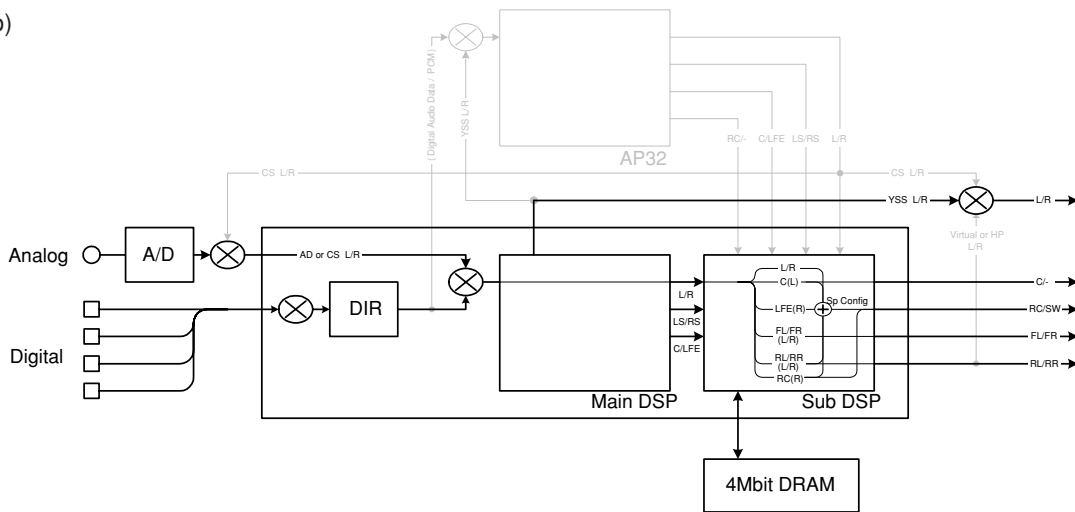 )
(Digital Audio Data / PCM)
YSS L/R
AP32
RC/-
C/LFE
LS/RS
L/R
CS L/R
CS L/R
YSS L/R
L/R
Virtual or HP
L/R
Analog
A/D
AD or CS L/R
DIR
Digital
L/R
LS/RS
C/LFE
Main DSP
L/R
C(L)
Sp Config
LFE(R)
FL/FR
(L/R)
RL/RR
(L/R)
RC(R)
Sub DSP
C/-
RC/SW
FL/FR
RL/RR
4Mbit DRAM